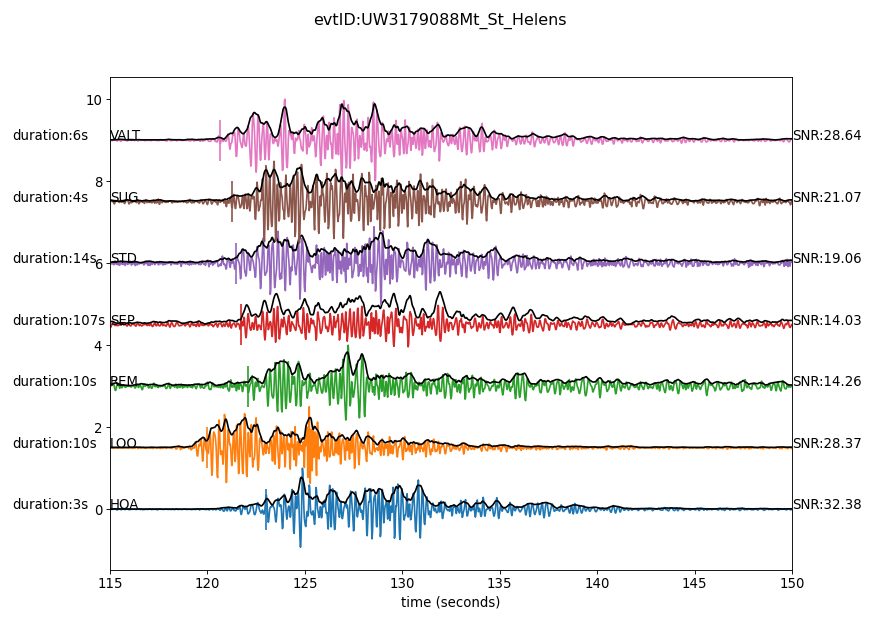 evtID:UW3179088Mt_St_Helens
10
duration:6s VALT SNR:28.64
8
duration:4s SUG SNR:21.07
duration:14s STD SNR:19.06
6
duration:107s SEP SNR:14.03
4
duration:10s REM SNR:14.26
2
duration:10s LOO SNR:28.37
duration:3s HOA SNR:32.38
0
115 120 125 130 135 140 145 150
time (seconds)